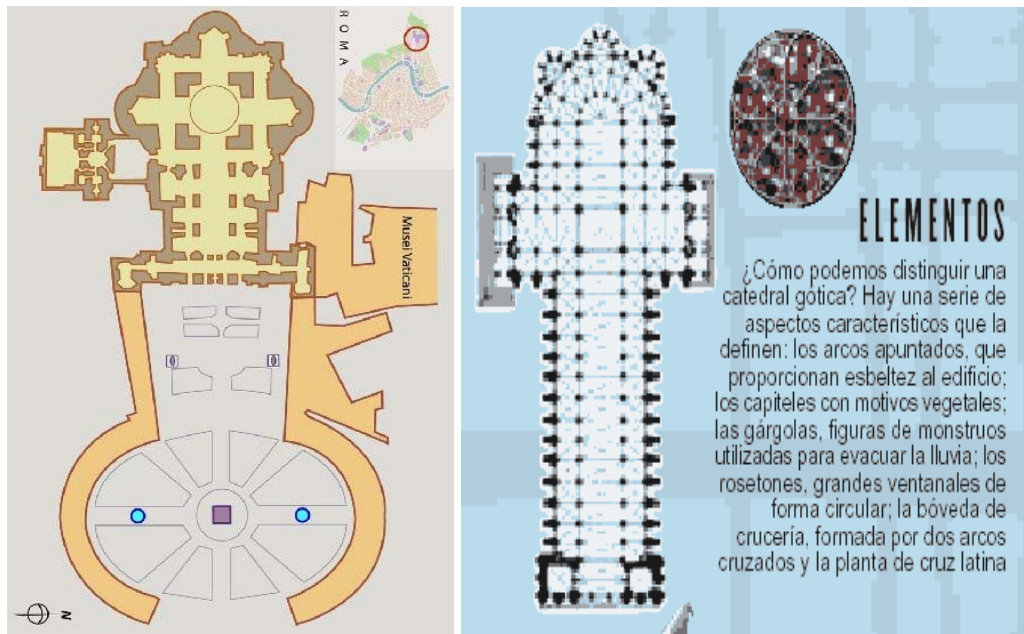 ROMA
Musei Vaticani
N
ELEMENTOS
¿Cómo podemos distinguir una
catedral gótica? Hay una serie de
aspectos característicos que la
definen: los arcos apuntados, que
proporcionan esbeltez al edificio;
los capiteles con motivos vegetales;
las gárgolas, figuras de monstruos
utilizadas para evacuar la lluvia; los
rosetones, grandes ventanales de
forma circular; la bóveda de
crucería, formada por dos arcos
cruzados y la planta de cruz latina